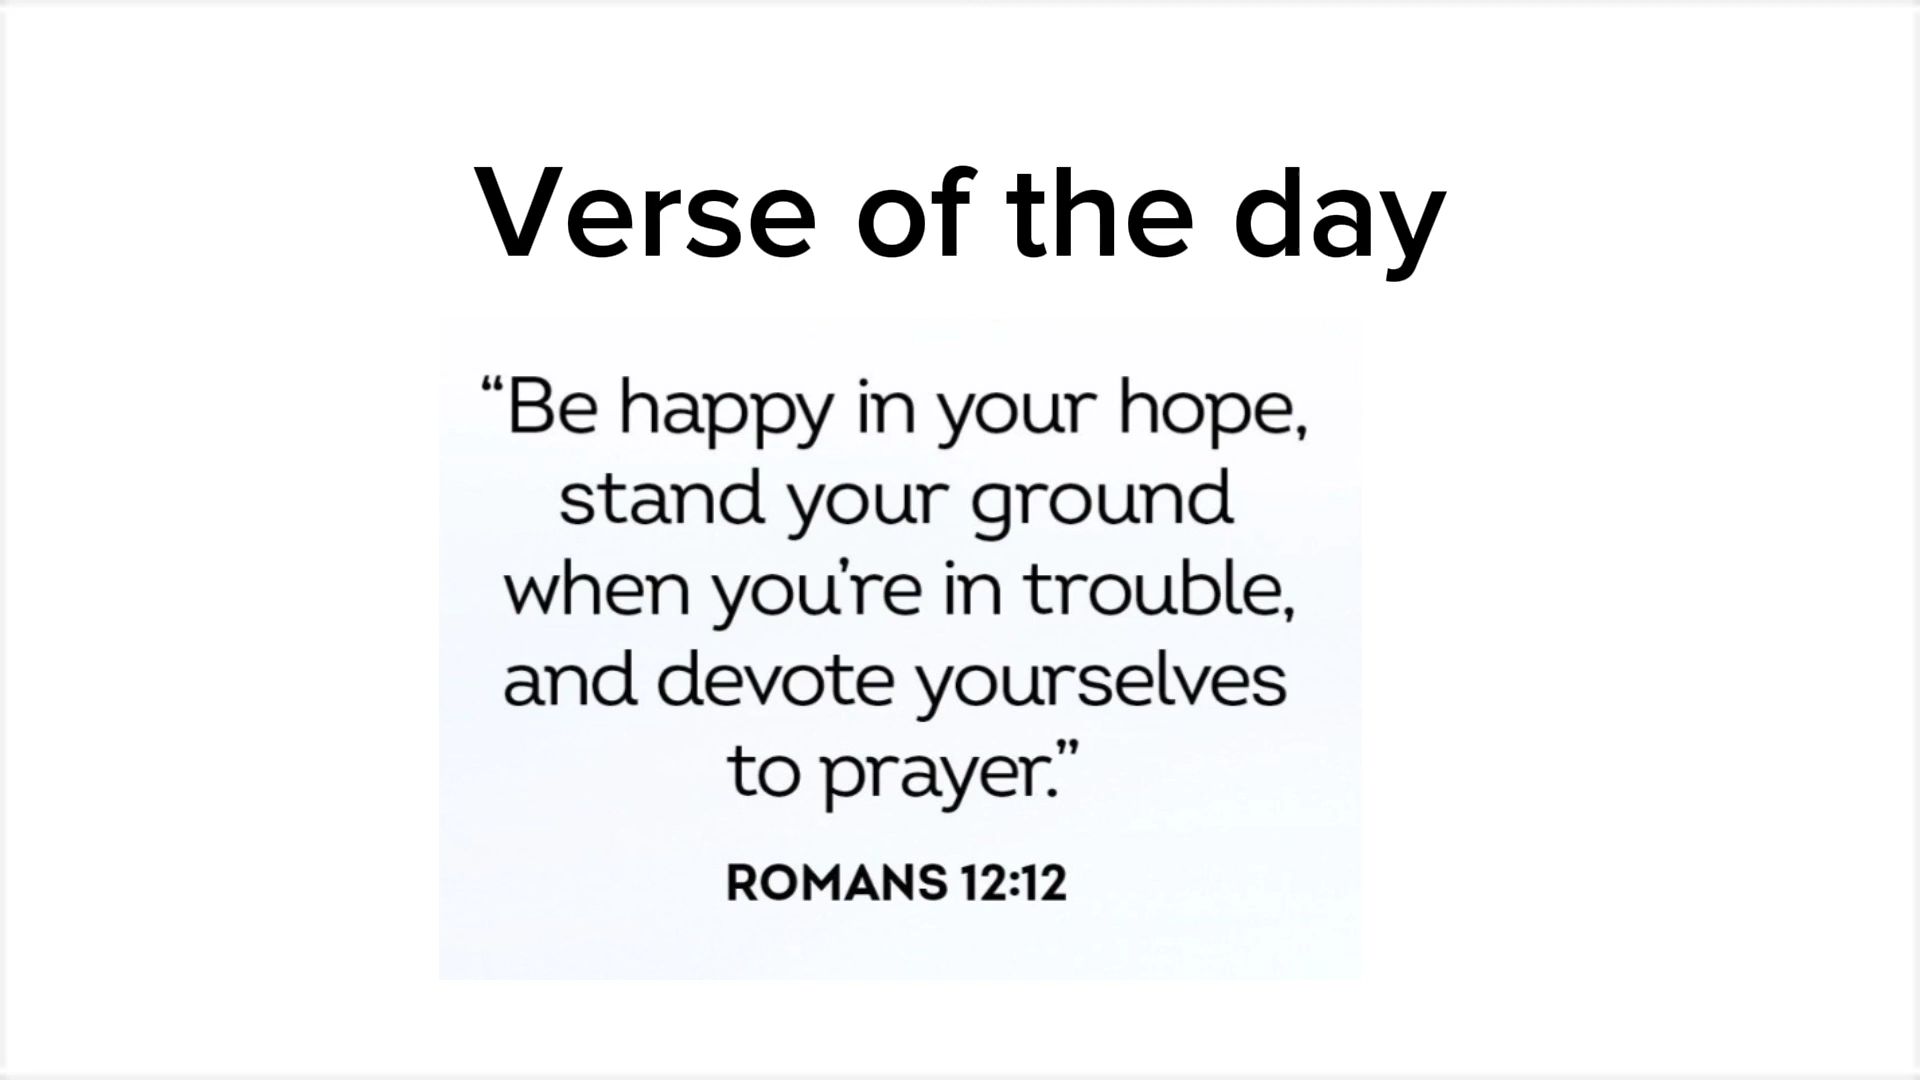 Verse of the day
“Be happy in your hope,
stand your ground
when you’re in trouble,
and devote yourselves
to prayer.”
ROMANS 12:12